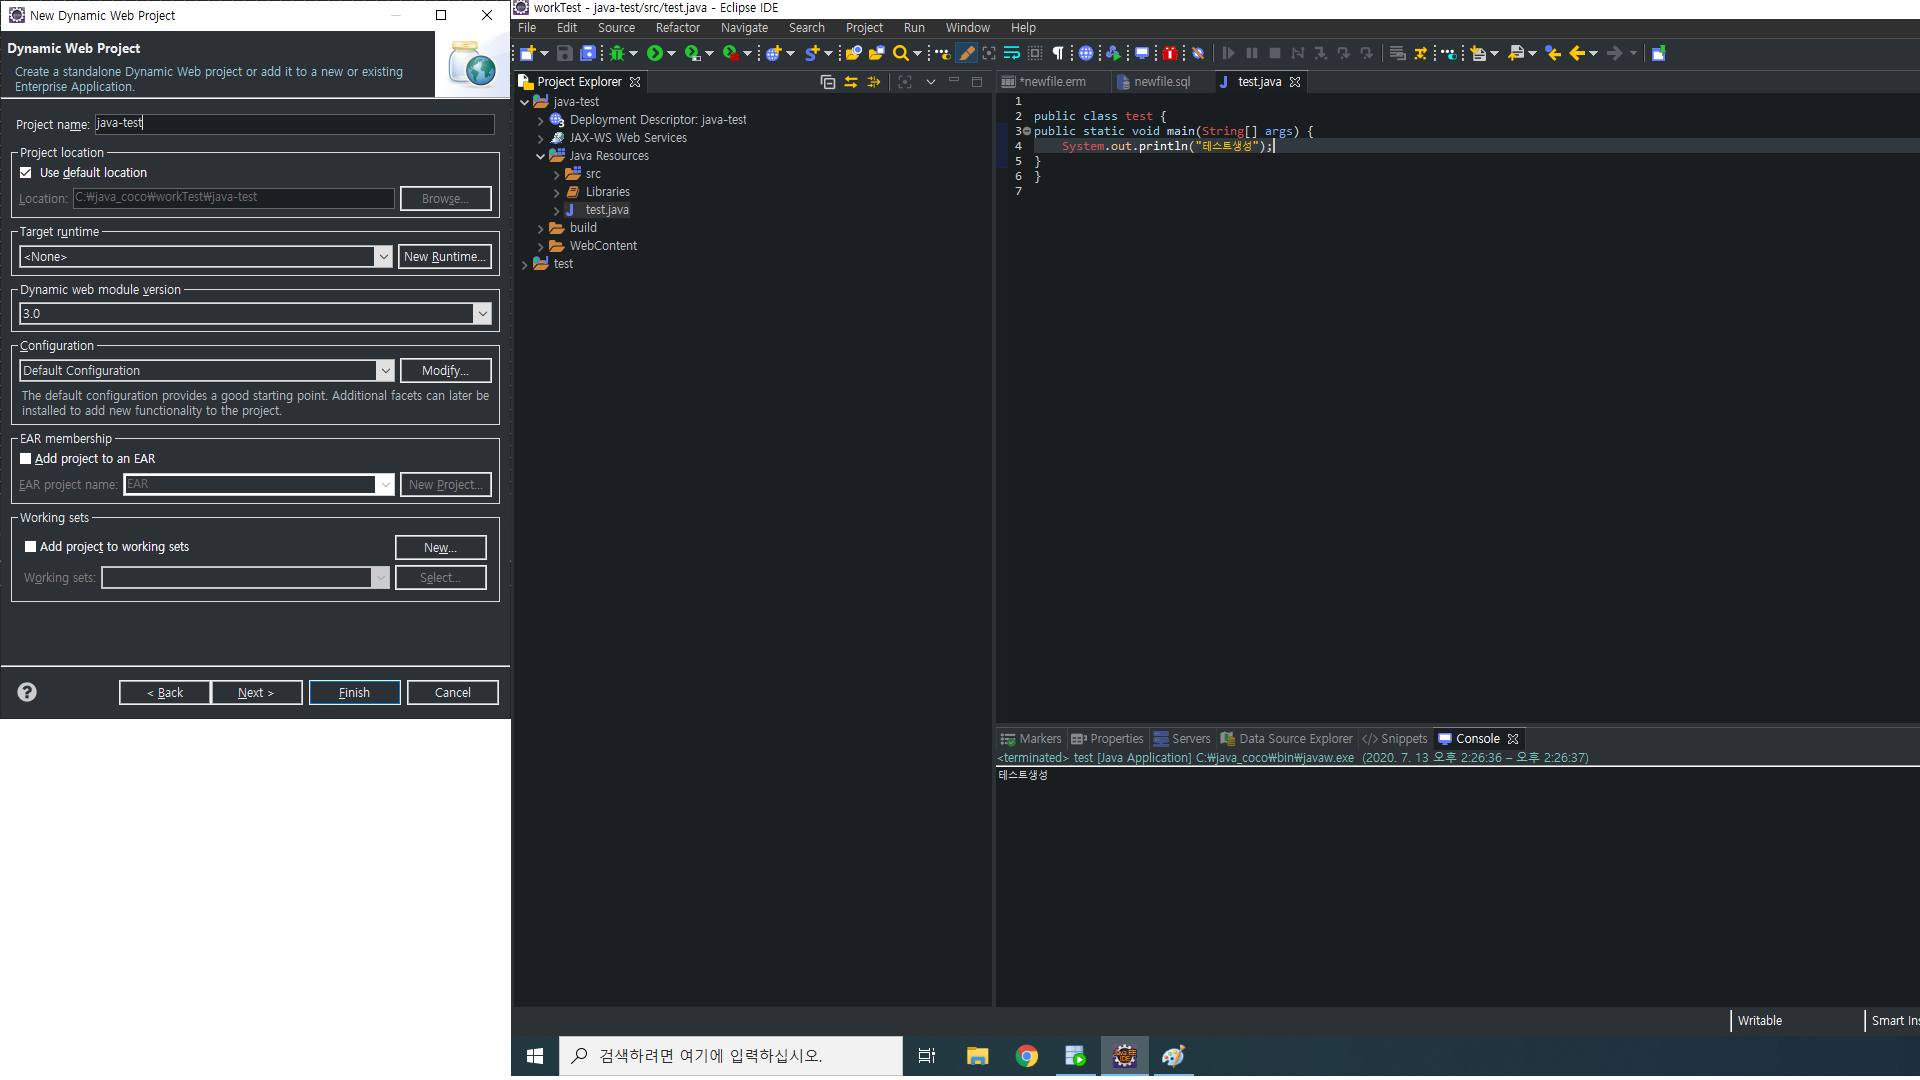 New Dynamic Web Project
Dynamic Web Project
Create a standalone Dynamic Web project or add it to a new or existing
Enterprise Application.
Project name: java-test
Project location
Use default location
Location: C:₩java_coco₩workTest₩java-test
Browse...
Target runtime
<None>
New Runtime...
Dynamic web module version
3.0
Configuration
Default Configuration
Modify...
The default configuration provides a good starting point. Additional facets can later be
installed to add new functionality to the project.
EAR membership
Add project to an EAR
EAR project name: EAR
New Project...
Working sets
Add project to working sets
New...
Working sets:
Select...
< Back
Next >
Finish
Cancel
workTest - java-test/src/test.java - Eclipse IDE
File Edit Source Refactor Navigate Search Project Run Window Help
Project Explorer
java-test
Deployment Descriptor: java-test
JAX-WS Web Services
Java Resources
src
Libraries
test.java
build
WebContent
test
*newfile.erm newfile.sql test.java
1
2 public class test {
3 public static void main(String[] args) {
4 System.out.println("테스트생성");
5 }
6 }
7
Markers Properties Servers Data Source Explorer Snippets Console
<terminated> test [Java Application] C:₩java_coco₩bin₩javaw.exe (2020. 7. 13 오후 2:26:36 – 오후 2:26:37)
테스트생성
Writable
Smart Ins
검색하려면 여기에 입력하십시오.
Java EE
IDE